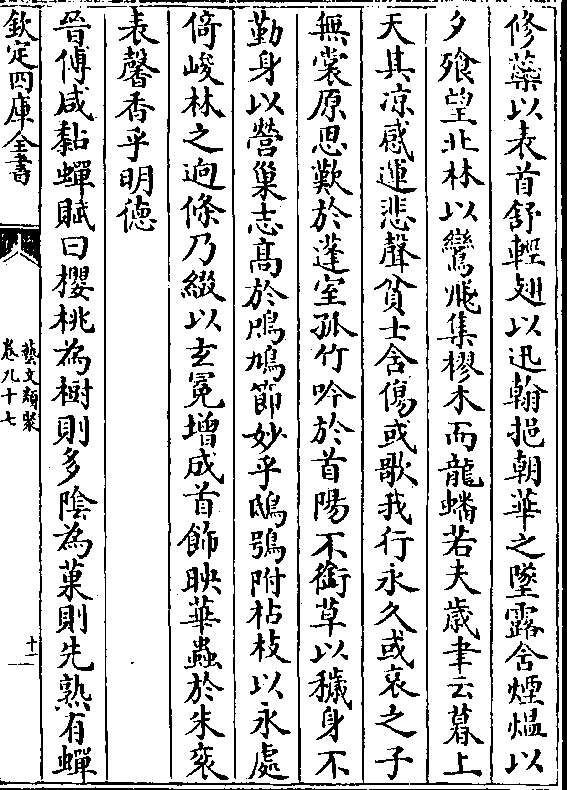 修蘂以表首舒輕翅以迅翰挹朝華之墜露含煙熅以
夕飧望北林以鸞飛集樛木而龍蟠若夫歲聿云暮上
天其凉感運悲聲貧士含傷或歌我行永久或哀之子
無裳原思歎於蓬室孤竹吟於首陽不銜草以穢身不
勤身以營巢志髙於鳲鳩節妙乎鴟鴞附枯枝以永處
倚峻林之迥條乃綴以玄冕增成首飾映華蟲於朱衮
表馨香乎明德
晉傅咸黏蟬賦曰櫻桃為樹則多隂為菓則先熟有蟬
欽定四庫全書
藝文類聚
卷九十七
十一